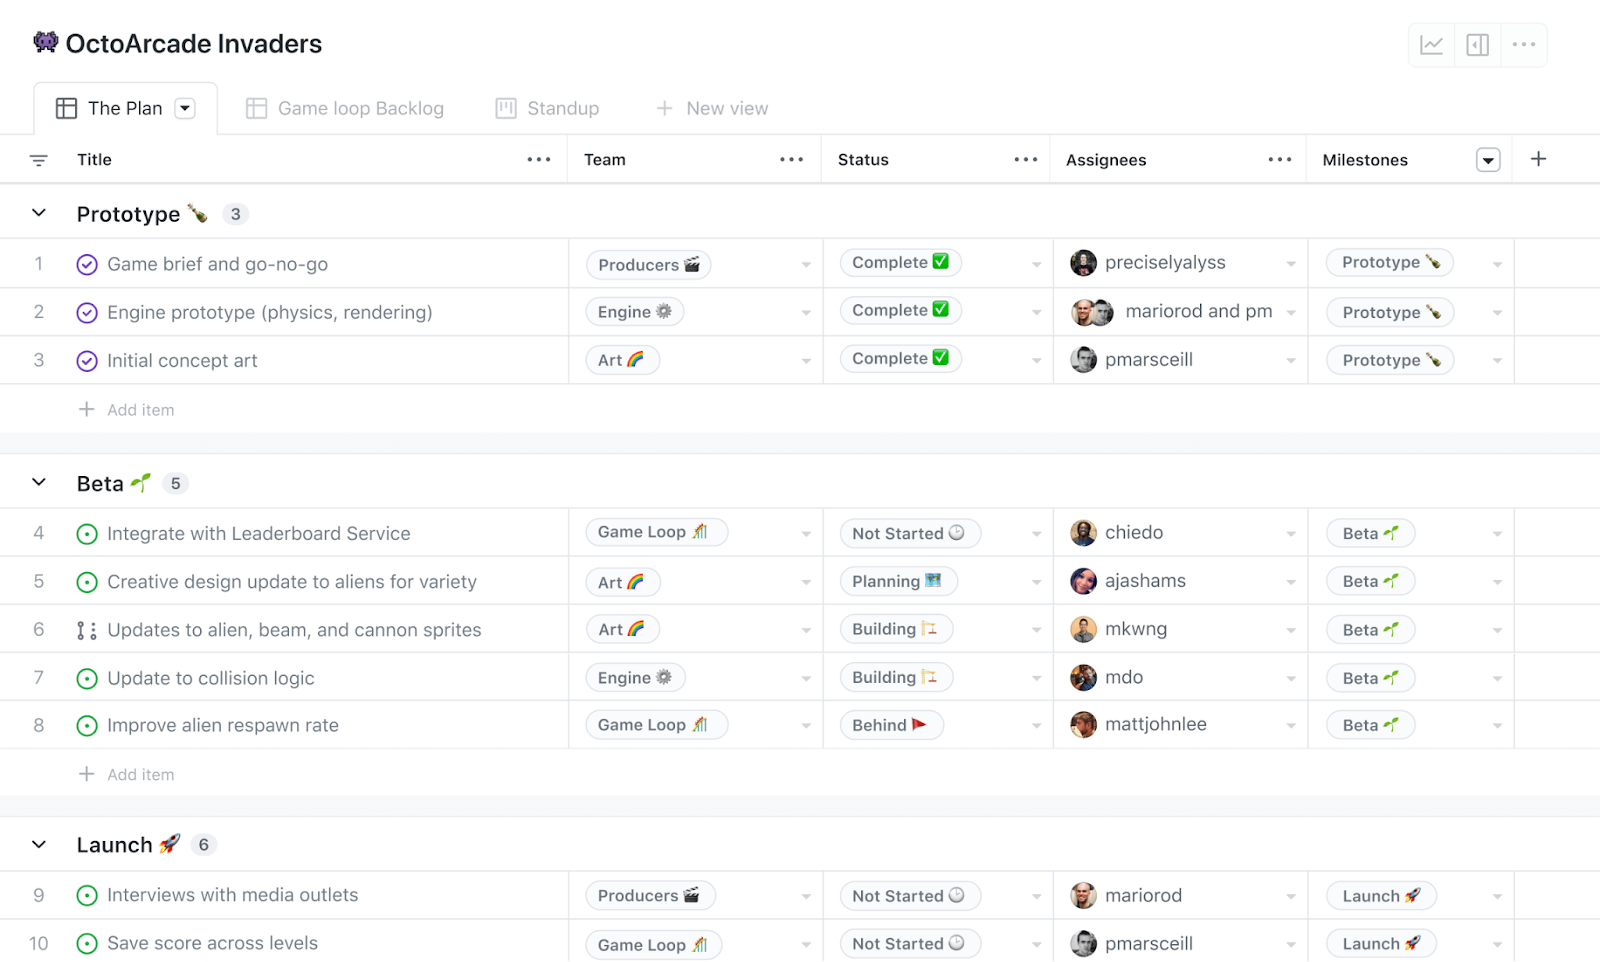 👾 OctoArcade Invaders
The Plan Game loop Backlog Standup + New view
Title ... Team ... Status ... Assignees ... Milestones +
Prototype 🍾 3
1 Game brief and go-no-go Producers 🎬 Complete ✅ preciselyalyss Prototype 🍾
2 Engine prototype (physics, rendering) Engine ⚙️ Complete ✅ mariorod and pm Prototype 🍾
3 Initial concept art Art 🌈 Complete ✅ pmarsceill Prototype 🍾
+ Add item
Beta 🌱 5
4 Integrate with Leaderboard Service Game Loop 🎢 Not Started 🕑 chiedo Beta 🌱
5 Creative design update to aliens for variety Art 🌈 Planning 🗺️ ajashams Beta 🌱
6 Updates to alien, beam, and cannon sprites Art 🌈 Building 🏗️ mkwng Beta 🌱
7 Update to collision logic Engine ⚙️ Building 🏗️ mdo Beta 🌱
8 Improve alien respawn rate Game Loop 🎢 Behind 🚩 mattjohnlee Beta 🌱
+ Add item
Launch 🚀 6
9 Interviews with media outlets Producers 🎬 Not Started 🕑 mariorod Launch 🚀
10 Save score across levels Game Loop 🎢 Not Started 🕑 pmarsceill Launch 🚀